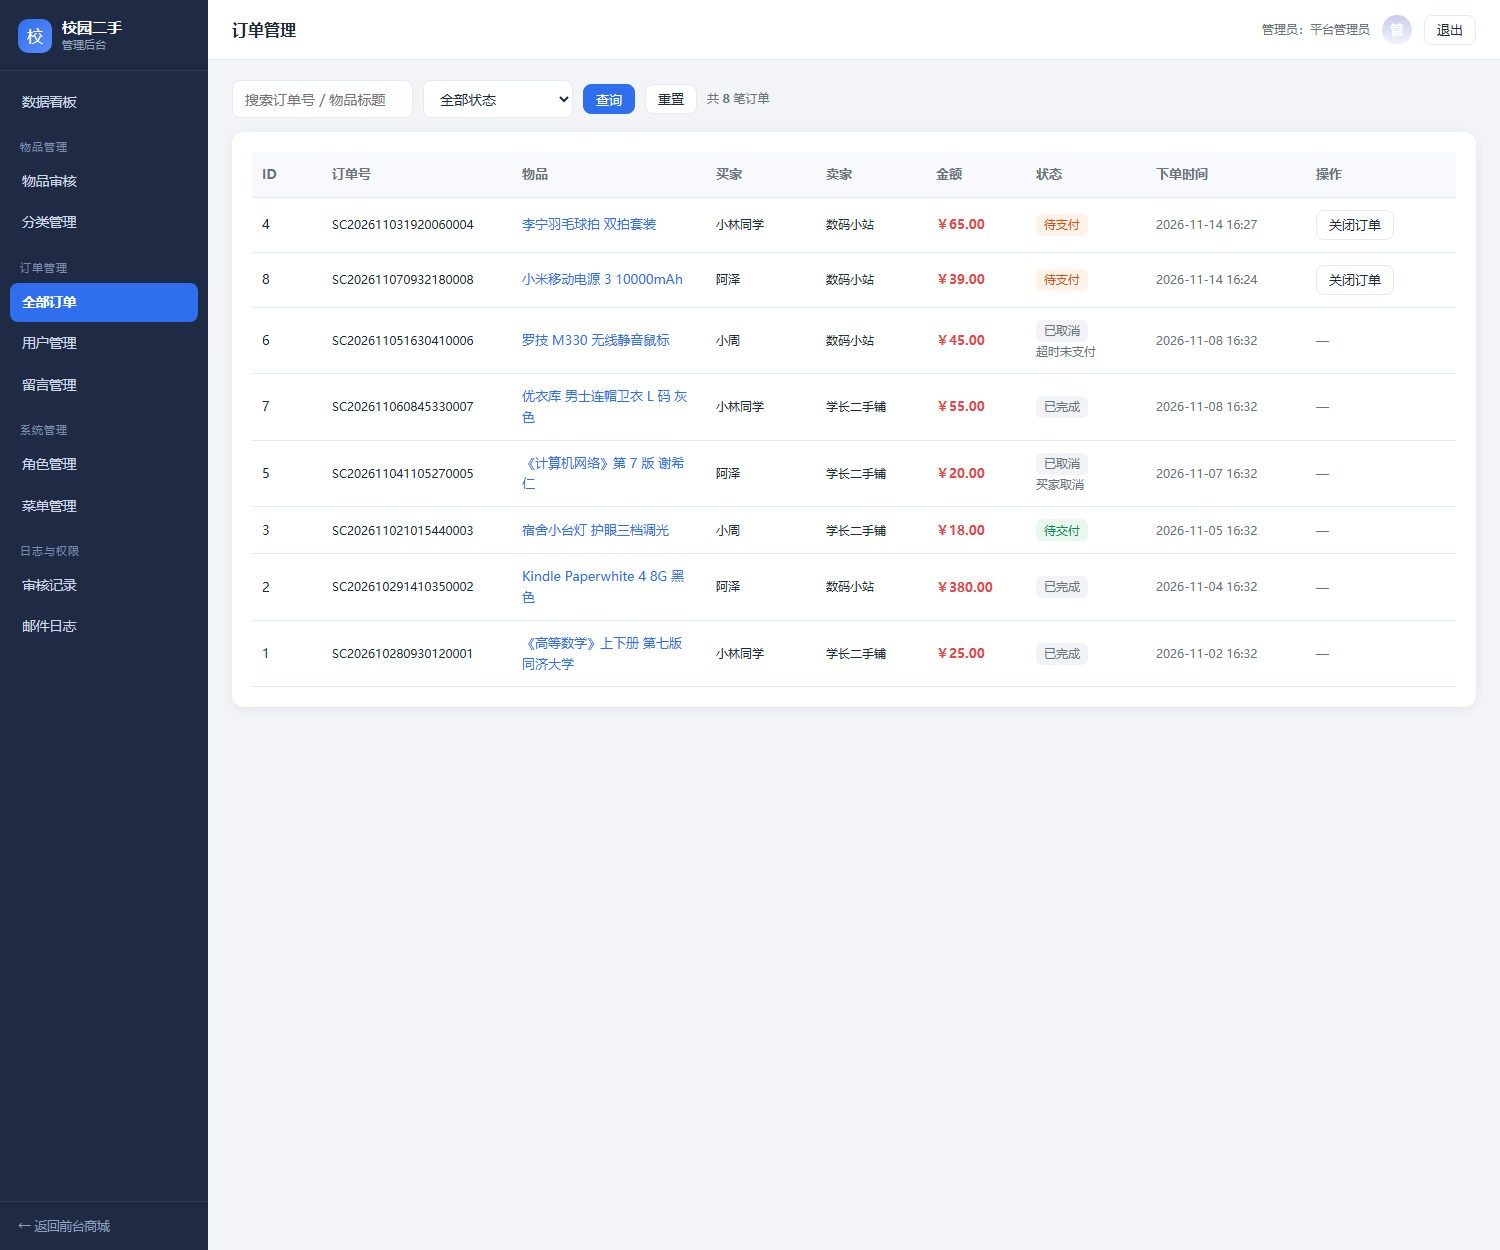 校
校园二手
管理后台
数据看板
物品管理
物品审核
分类管理
订单管理
全部订单
用户管理
留言管理
系统管理
角色管理
菜单管理
日志与权限
审核记录
邮件日志
← 返回前台商城
订单管理
管理员：平台管理员
管
退出
搜索订单号 / 物品标题
全部状态
查询
重置
共 8 笔订单
ID 订单号 物品 买家 卖家 金额 状态 下单时间 操作
4 SC202611031920060004 李宁羽毛球拍 双拍套装 小林同学 数码小站 ￥65.00 待支付 2026-11-14 16:27 关闭订单
8 SC202611070932180008 小米移动电源 3 10000mAh 阿泽 数码小站 ￥39.00 待支付 2026-11-14 16:24 关闭订单
6 SC202611051630410006 罗技 M330 无线静音鼠标 小周 数码小站 ￥45.00 已取消 2026-11-08 16:32 —
超时未支付
7 SC202611060845330007 优衣库 男士连帽卫衣 L 码 灰 小林同学 学长二手铺 ￥55.00 已完成 2026-11-08 16:32 —
色
5 SC202611041105270005 《计算机网络》第 7 版 谢希 阿泽 学长二手铺 ￥20.00 已取消 2026-11-07 16:32 —
仁 买家取消
3 SC202611021015440003 宿舍小台灯 护眼三档调光 小周 学长二手铺 ￥18.00 待交付 2026-11-05 16:32 —
2 SC202610291410350002 Kindle Paperwhite 4 8G 黑 阿泽 数码小站 ￥380.00 已完成 2026-11-04 16:32 —
色
1 SC202610280930120001 《高等数学》上下册 第七版 小林同学 学长二手铺 ￥25.00 已完成 2026-11-02 16:32 —
同济大学